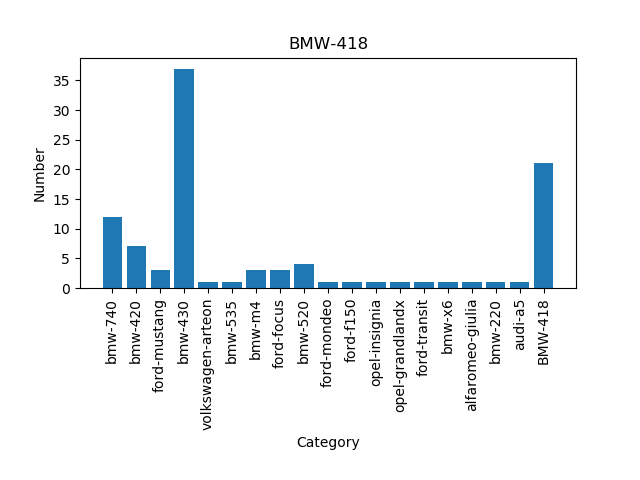 BMW-418
Number
35
30
25
20
15
10
5
0
bmw-740
bmw-420
ford-mustang
bmw-430
volkswagen-arteon
bmw-535
bmw-m4
ford-focus
bmw-520
ford-mondeo
ford-f150
opel-insignia
opel-grandlandx
ford-transit
bmw-x6
alfaromeo-giulia
bmw-220
audi-a5
BMW-418
Category